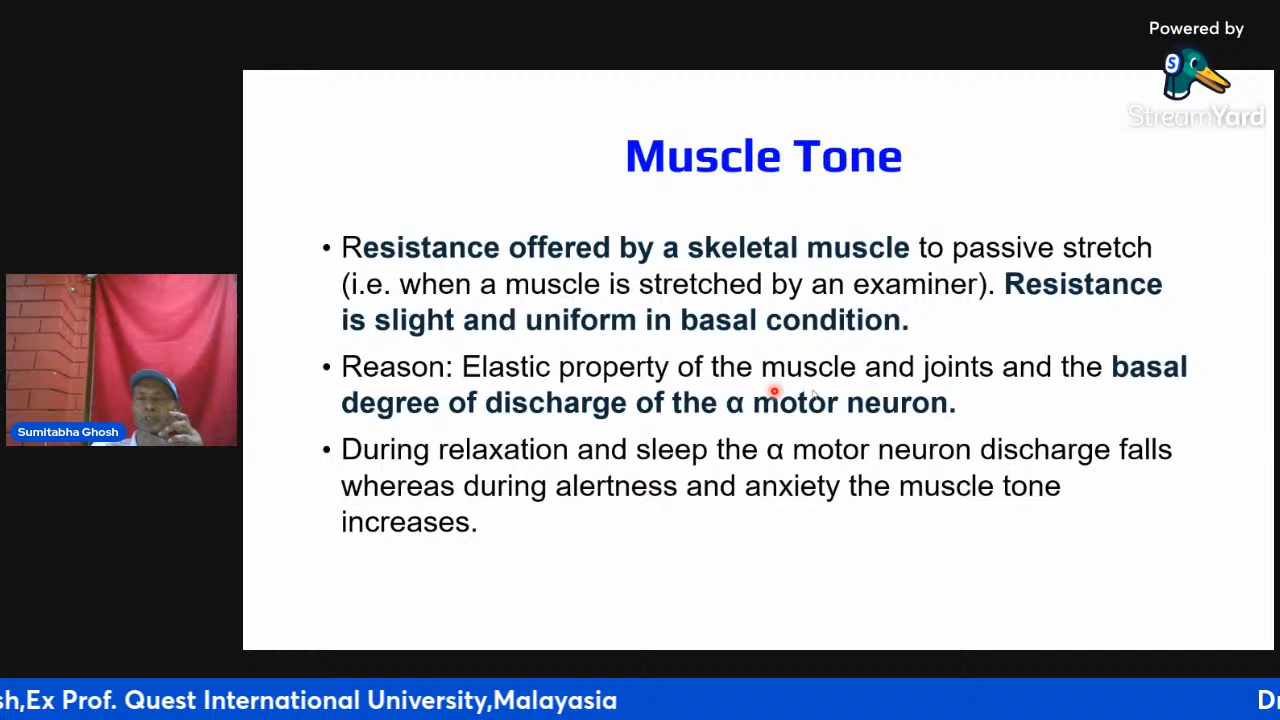 Powered by
StreamYard
Muscle Tone
• Resistance offered by a skeletal muscle to passive stretch
(i.e. when a muscle is stretched by an examiner). Resistance
is slight and uniform in basal condition.
• Reason: Elastic property of the muscle and joints and the basal
degree of discharge of the α motor neuron.
• During relaxation and sleep the α motor neuron discharge falls
whereas during alertness and anxiety the muscle tone
increases.
Sumitabha Ghosh
sh,Ex Prof. Quest International University,Malayasia
Dr